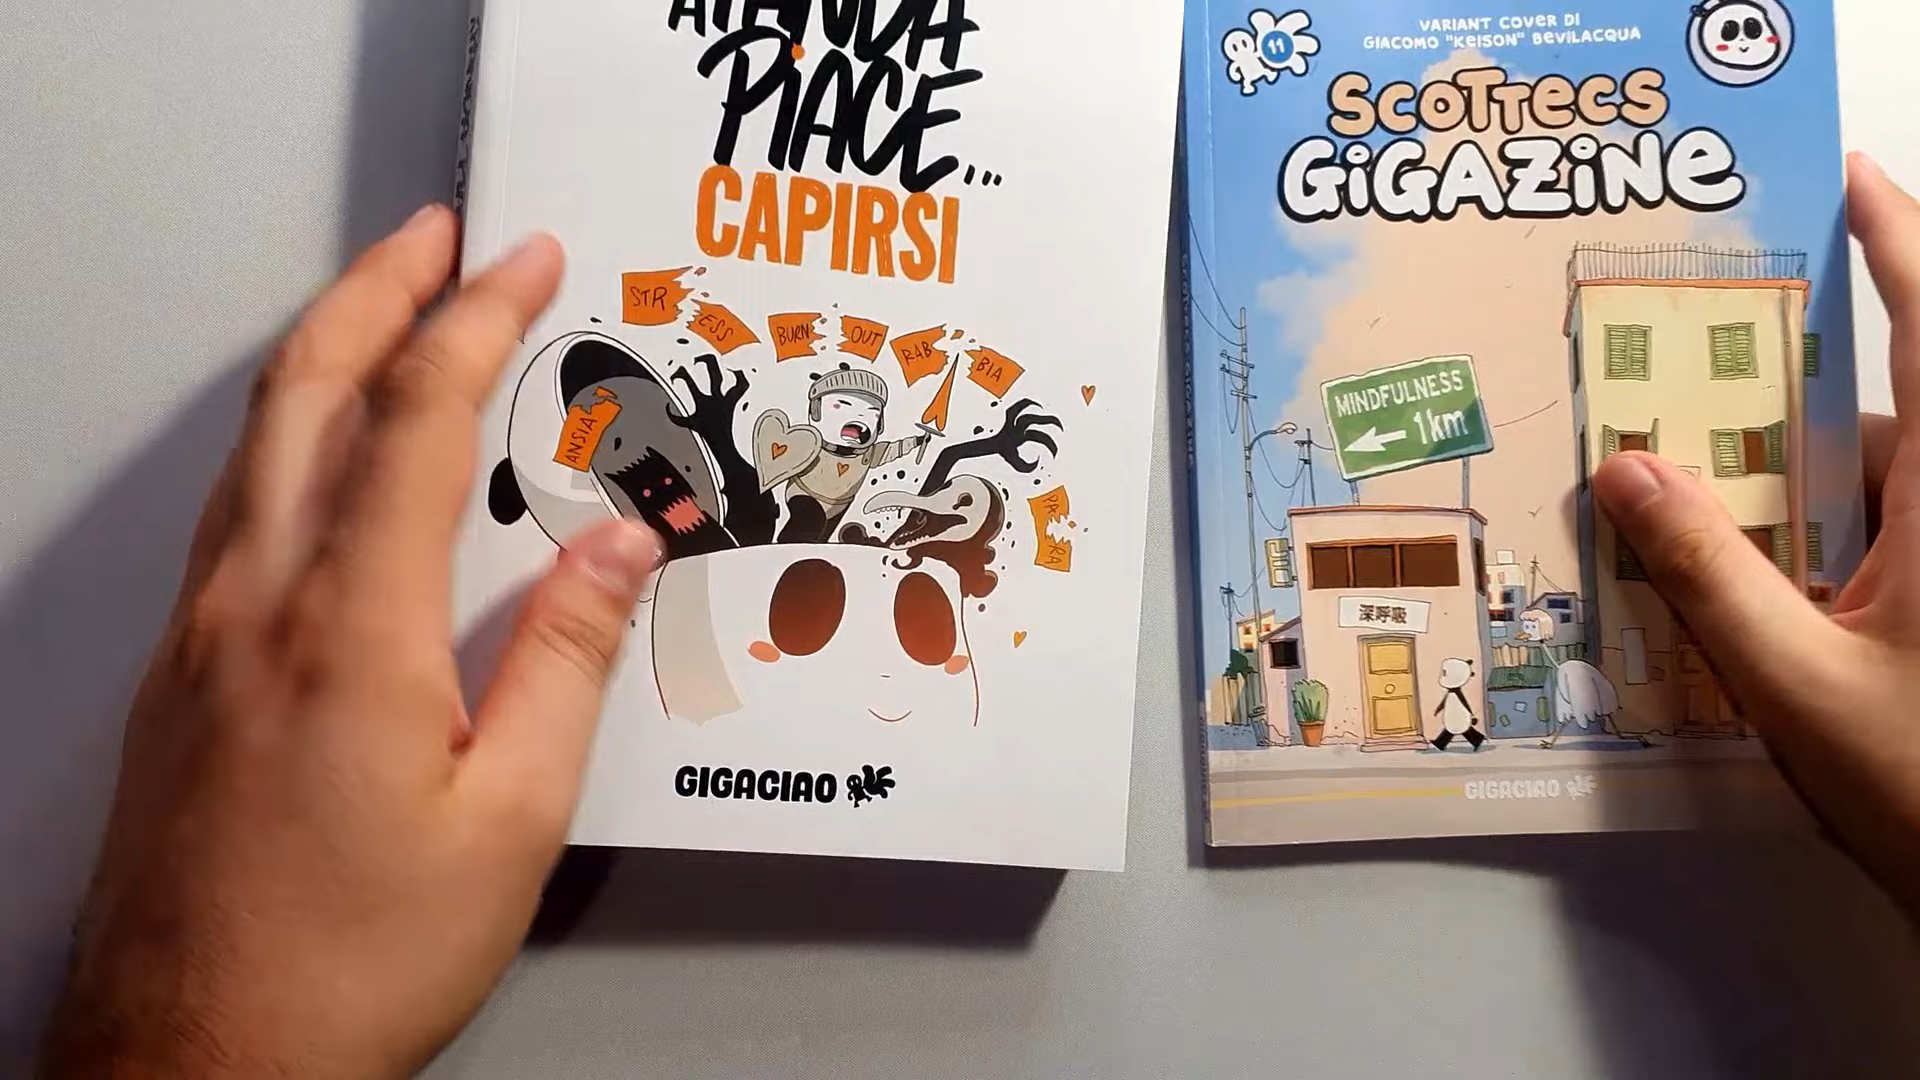 A PANDA
PIACE...
CAPIRSI
STR
ESS
BURN
OUT
RAB
BIA
ANSIA
PA
RA
GIGACIAO
11
VARIANT COVER DI
GIACOMO "KEISON" BEVILACQUA
SCOTTECS
GIGAZINE
MINDFULNESS
1km
深呼吸
GIGACIAO